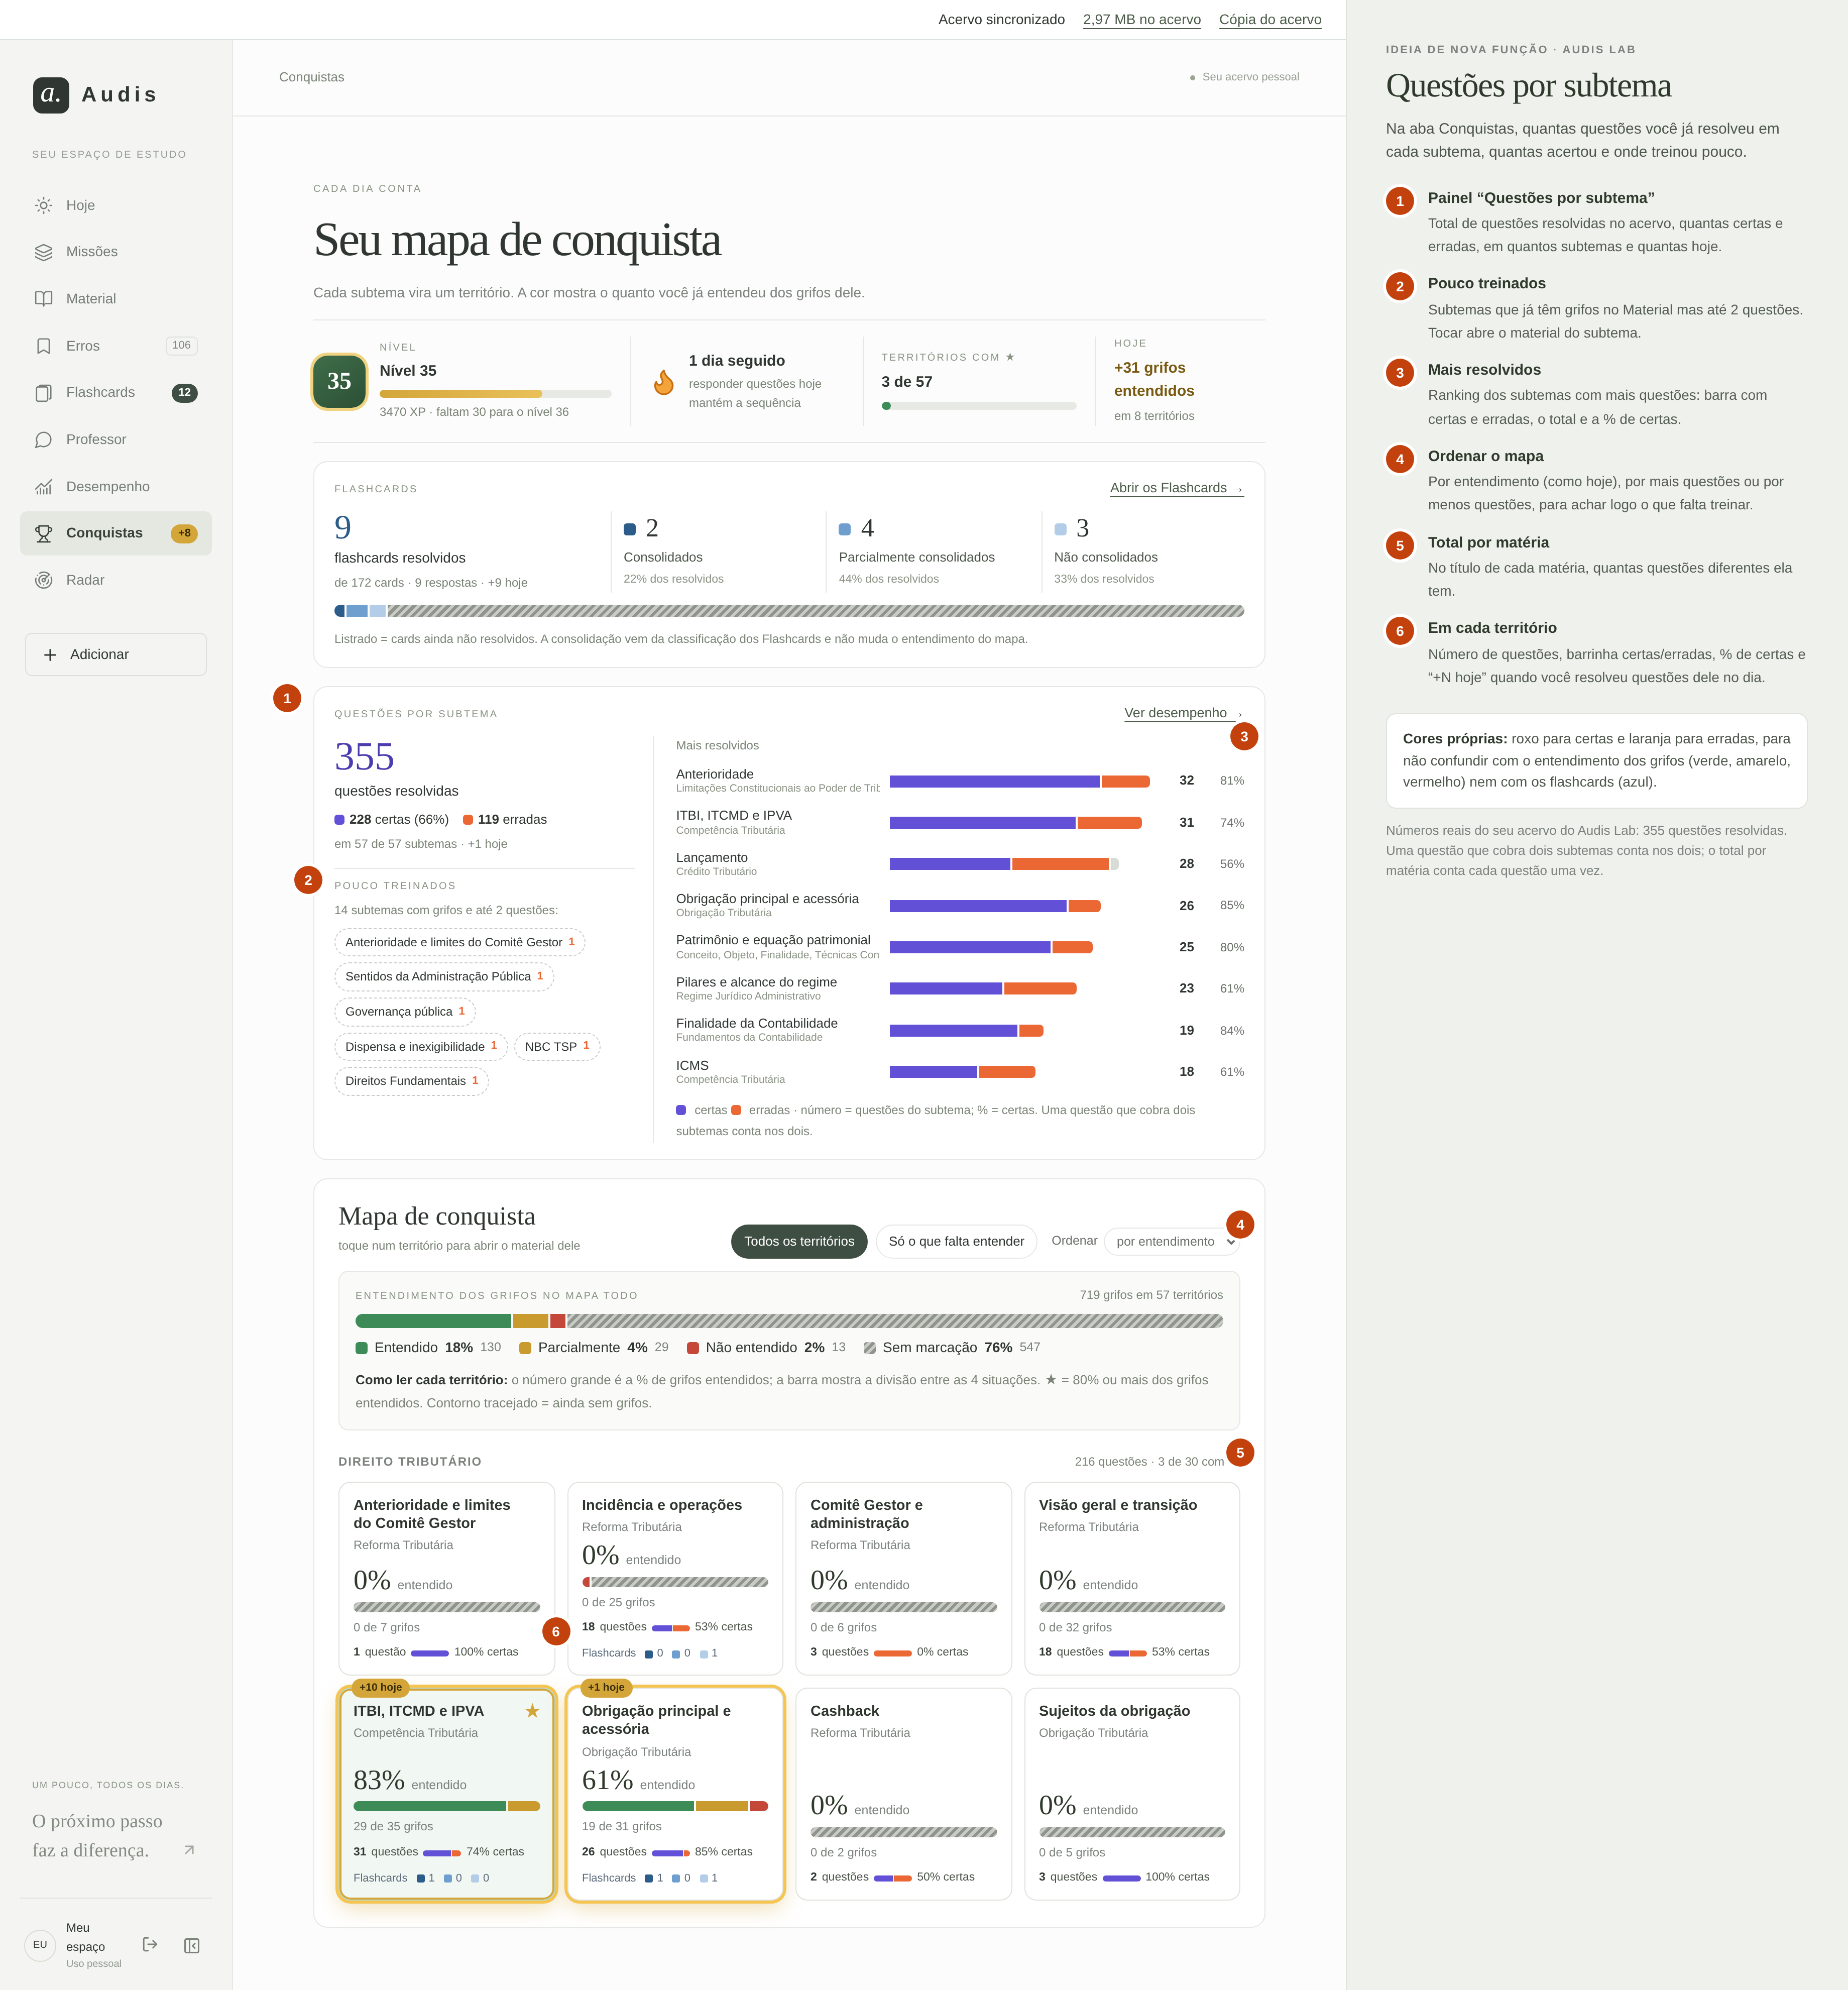 Acervo sincronizado 2,97 MB no acervo Cópia do acervo
a. Audis
SEU ESPAÇO DE ESTUDO
Hoje
Missões
Material
Erros 106
Flashcards 12
Professor
Desempenho
Conquistas +8
Radar
Adicionar
UM POUCO, TODOS OS DIAS.
O próximo passo
faz a diferença.
EU
Meu
espaço
Uso pessoal
Conquistas
Seu acervo pessoal
CADA DIA CONTA
Seu mapa de conquista
Cada subtema vira um território. A cor mostra o quanto você já entendeu dos grifos dele.
35
NÍVEL
Nível 35
3470 XP · faltam 30 para o nível 36
1 dia seguido
responder questões hoje
mantém a sequência
TERRITÓRIOS COM ★
3 de 57
HOJE
+31 grifos
entendidos
em 8 territórios
FLASHCARDS
Abrir os Flashcards →
9
flashcards resolvidos
de 172 cards · 9 respostas · +9 hoje
2
Consolidados
22% dos resolvidos
4
Parcialmente consolidados
44% dos resolvidos
3
Não consolidados
33% dos resolvidos
Listrado = cards ainda não resolvidos. A consolidação vem da classificação dos Flashcards e não muda o entendimento do mapa.
1
QUESTÕES POR SUBTEMA
Ver desempenho →
3
355
questões resolvidas
228 certas (66%) 119 erradas
em 57 de 57 subtemas · +1 hoje
2
POUCO TREINADOS
14 subtemas com grifos e até 2 questões:
Anterioridade e limites do Comitê Gestor 1
Sentidos da Administração Pública 1
Governança pública 1
Dispensa e inexigibilidade 1 NBC TSP 1
Direitos Fundamentais 1
Mais resolvidos
Anterioridade 32 81%
Limitações Constitucionais ao Poder de Trib
ITBI, ITCMD e IPVA 31 74%
Competência Tributária
Lançamento 28 56%
Crédito Tributário
Obrigação principal e acessória 26 85%
Obrigação Tributária
Patrimônio e equação patrimonial 25 80%
Conceito, Objeto, Finalidade, Técnicas Con
Pilares e alcance do regime 23 61%
Regime Jurídico Administrativo
Finalidade da Contabilidade 19 84%
Fundamentos da Contabilidade
ICMS 18 61%
Competência Tributária
certas erradas · número = questões do subtema; % = certas. Uma questão que cobra dois
subtemas conta nos dois.
Mapa de conquista
toque num território para abrir o material dele
Todos os territórios Só o que falta entender Ordenar por entendimento
4
ENTENDIMENTO DOS GRIFOS NO MAPA TODO
719 grifos em 57 territórios
Entendido 18% 130 Parcialmente 4% 29 Não entendido 2% 13 Sem marcação 76% 547
Como ler cada território: o número grande é a % de grifos entendidos; a barra mostra a divisão entre as 4 situações. ★ = 80% ou mais dos grifos
entendidos. Contorno tracejado = ainda sem grifos.
DIREITO TRIBUTÁRIO
216 questões · 3 de 30 com
5
Anterioridade e limites
do Comitê Gestor
Reforma Tributária
0% entendido
0 de 7 grifos
1 questão 100% certas
6
Incidência e operações
Reforma Tributária
0% entendido
0 de 25 grifos
18 questões 53% certas
Flashcards 0 0 1
Comitê Gestor e
administração
Reforma Tributária
0% entendido
0 de 6 grifos
3 questões 0% certas
Visão geral e transição
Reforma Tributária
0% entendido
0 de 32 grifos
18 questões 53% certas
+10 hoje
ITBI, ITCMD e IPVA ★
Competência Tributária
83% entendido
29 de 35 grifos
31 questões 74% certas
Flashcards 1 0 0
+1 hoje
Obrigação principal e
acessória
Obrigação Tributária
61% entendido
19 de 31 grifos
26 questões 85% certas
Flashcards 1 0 1
Cashback
Reforma Tributária
0% entendido
0 de 2 grifos
2 questões 50% certas
Sujeitos da obrigação
Obrigação Tributária
0% entendido
0 de 5 grifos
3 questões 100% certas
IDEIA DE NOVA FUNÇÃO · AUDIS LAB
Questões por subtema
Na aba Conquistas, quantas questões você já resolveu em
cada subtema, quantas acertou e onde treinou pouco.
1 Painel “Questões por subtema”
Total de questões resolvidas no acervo, quantas certas e
erradas, em quantos subtemas e quantas hoje.
2 Pouco treinados
Subtemas que já têm grifos no Material mas até 2 questões.
Tocar abre o material do subtema.
3 Mais resolvidos
Ranking dos subtemas com mais questões: barra com
certas e erradas, o total e a % de certas.
4 Ordenar o mapa
Por entendimento (como hoje), por mais questões ou por
menos questões, para achar logo o que falta treinar.
5 Total por matéria
No título de cada matéria, quantas questões diferentes ela
tem.
6 Em cada território
Número de questões, barrinha certas/erradas, % de certas e
“+N hoje” quando você resolveu questões dele no dia.
Cores próprias: roxo para certas e laranja para erradas, para
não confundir com o entendimento dos grifos (verde, amarelo,
vermelho) nem com os flashcards (azul).
Números reais do seu acervo do Audis Lab: 355 questões resolvidas.
Uma questão que cobra dois subtemas conta nos dois; o total por
matéria conta cada questão uma vez.